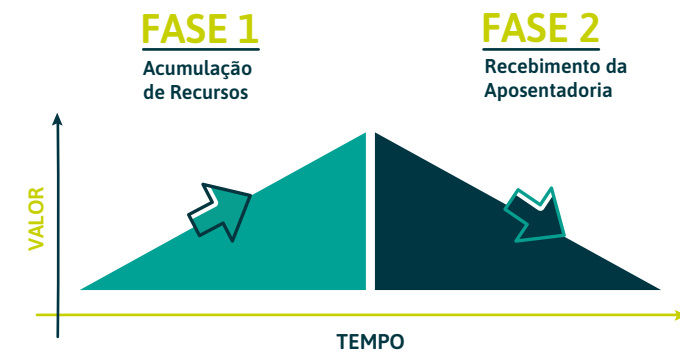 FASE 1
Acumulação
de Recursos
FASE 2
Recebimento da
Aposentadoria
VALOR
TEMPO